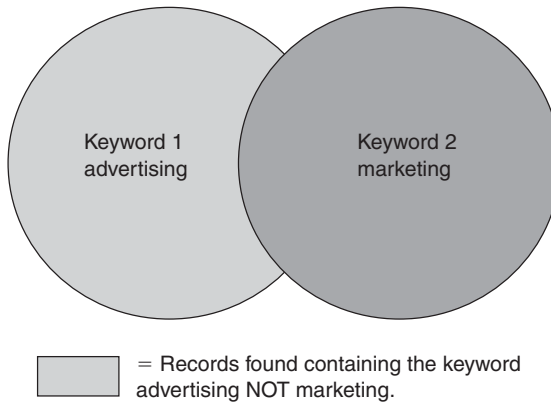 Keyword 1
advertising
Keyword 2
marketing
= Records found containing the keyword
advertising NOT marketing.